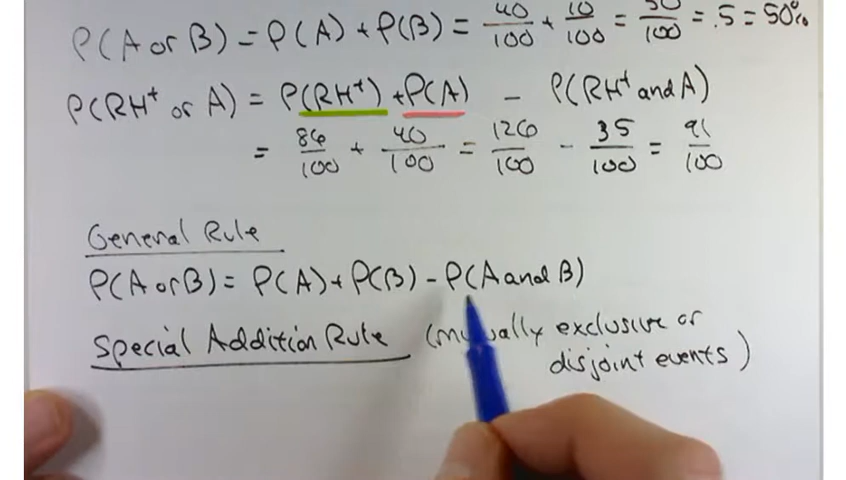 P(A or B) = P(A) + P(B) = 40/100 + 10/100 = 50/100 = .5 = 50%
P(RH+ or A) = P(RH+) + P(A) - P(RH+ and A)
= 86/100 + 40/100 = 126/100 - 35/100 = 91/100
General Rule
P(A or B) = P(A) + P(B) - P(A and B)
Special Addition Rule (mutually exclusive or
disjoint events)